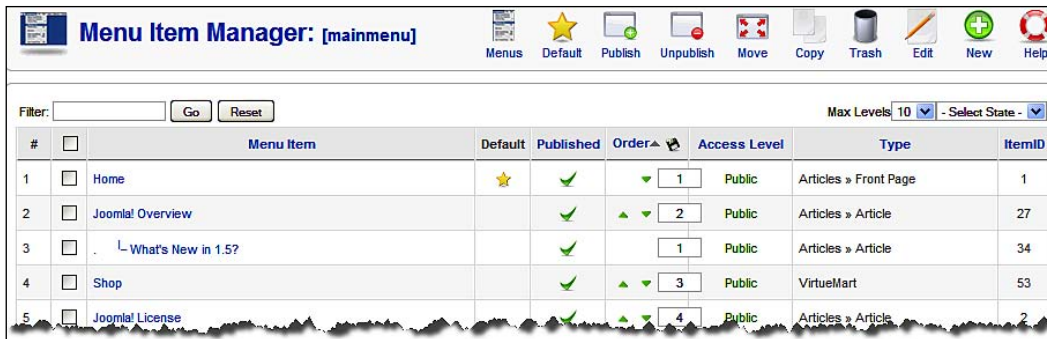 Menu Item Manager: [mainmenu]
Menus Default Publish Unpublish Move Copy Trash Edit New Help
Filter: Go Reset Max Levels 10 - Select State -
# Menu Item Default Published Order Access Level Type ItemID
1 Home 1 Public Articles » Front Page 1
2 Joomla! Overview 2 Public Articles » Article 27
3 . What's New in 1.5? 1 Public Articles » Article 34
4 Shop 3 Public VirtueMart 53
5 Joomla! License 4 Public Articles » Article 2